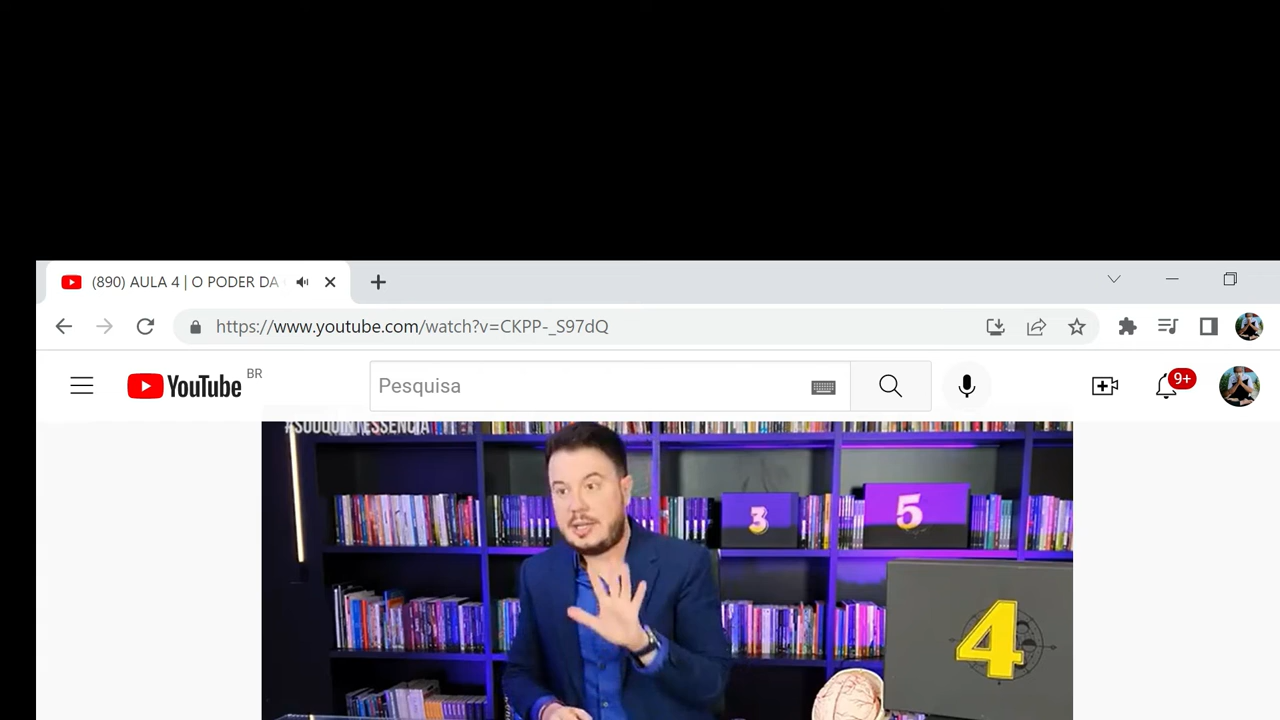 (890) AULA 4 | O PODER DA
https://www.youtube.com/watch?v=CKPP-_S97dQ
YouTube BR
Pesquisa
9+
#SOUQUINTESSÊNCIA
3
5
4